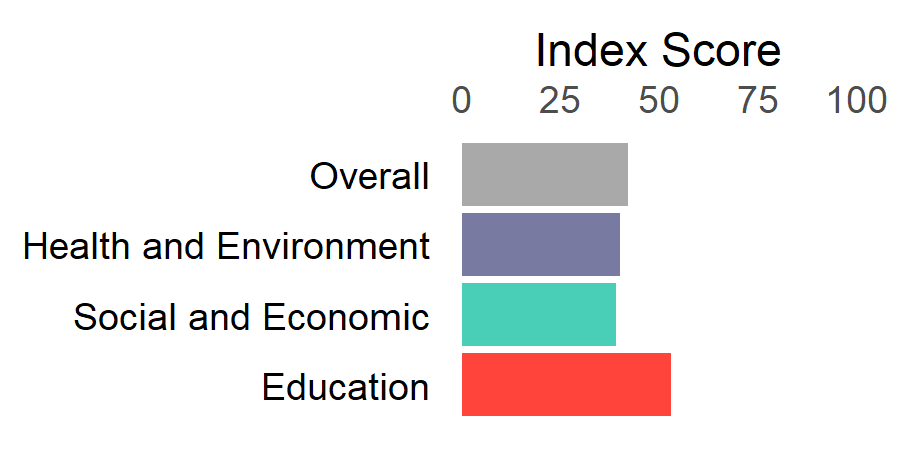 Index Score
0 25 50 75 100
Overall
Health and Environment
Social and Economic
Education